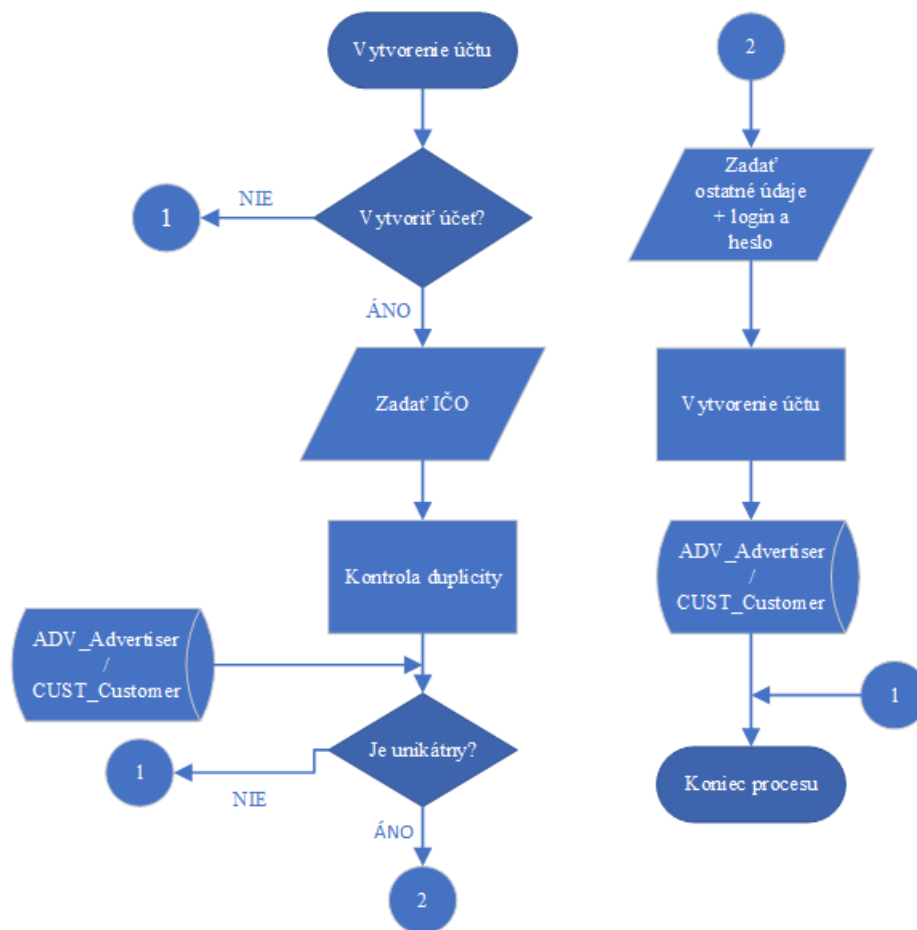 Vytvorenie účtu
Vytvoriť účet?
NIE
1
ÁNO
Zadať IČO
Kontrola duplicity
ADV_Advertiser
/
CUST_Customer
Je unikátny?
NIE
1
ÁNO
2
2
Zadať
ostatné údaje
+ login a
heslo
Vytvorenie účtu
ADV_Advertiser
/
CUST_Customer
1
Koniec procesu